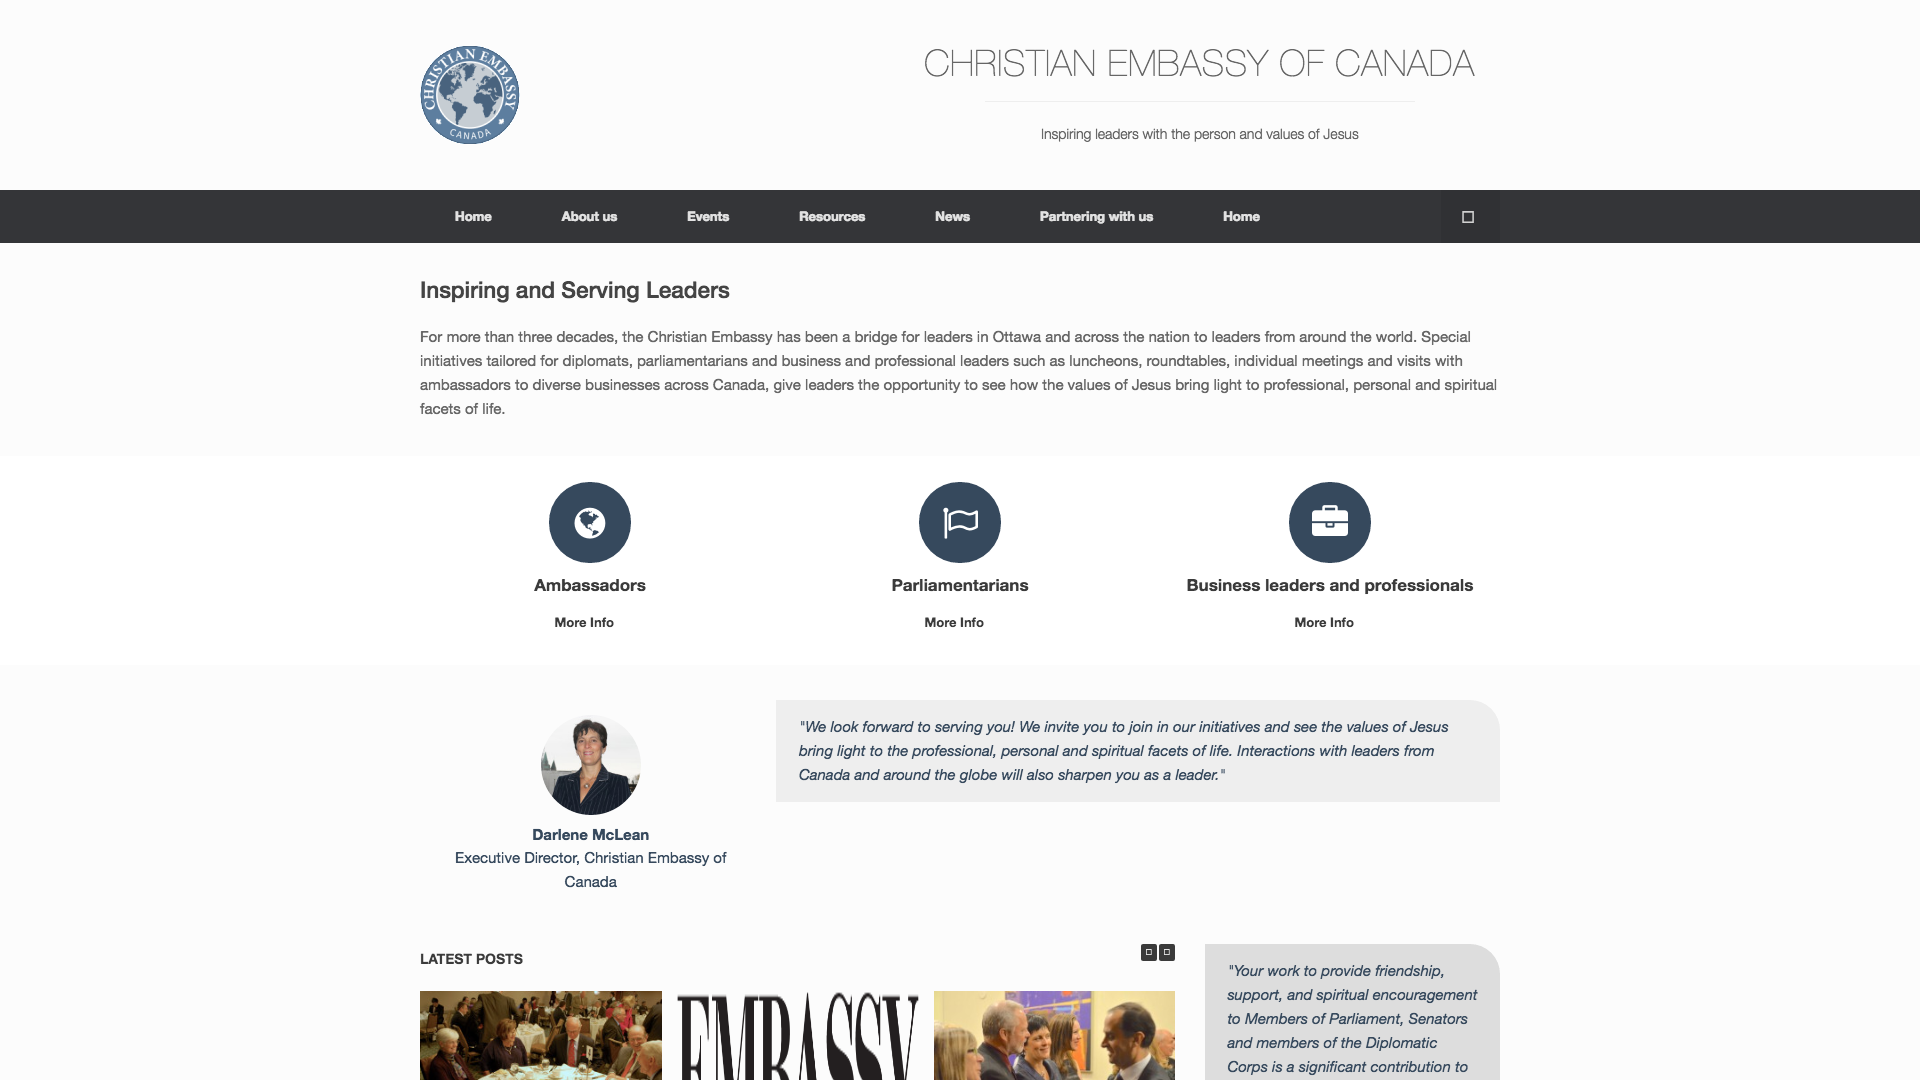 CHRISTIAN EMBASSY
CANADA
CHRISTIAN EMBASSY OF CANADA
Inspiring leaders with the person and values of Jesus
Home About us Events Resources News Partnering with us Home
Inspiring and Serving Leaders
For more than three decades, the Christian Embassy has been a bridge for leaders in Ottawa and across the nation to leaders from around the world. Special
initiatives tailored for diplomats, parliamentarians and business and professional leaders such as luncheons, roundtables, individual meetings and visits with
ambassadors to diverse businesses across Canada, give leaders the opportunity to see how the values of Jesus bring light to professional, personal and spiritual
facets of life.
Ambassadors
More Info
Parliamentarians
More Info
Business leaders and professionals
More Info
Darlene McLean
Executive Director, Christian Embassy of
Canada
"We look forward to serving you! We invite you to join in our initiatives and see the values of Jesus
bring light to the professional, personal and spiritual facets of life. Interactions with leaders from
Canada and around the globe will also sharpen you as a leader."
LATEST POSTS
EMBASSY
"Your work to provide friendship,
support, and spiritual encouragement
to Members of Parliament, Senators
and members of the Diplomatic
Corps is a significant contribution to